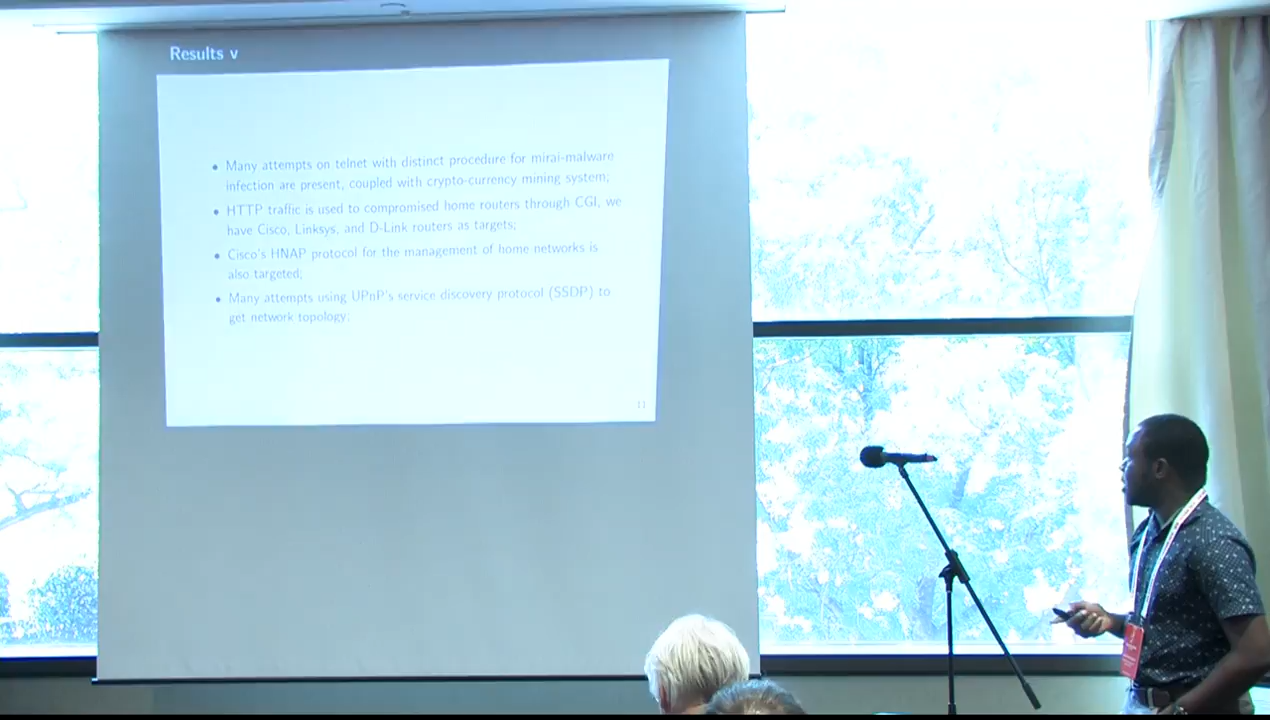 Results v
• Many attempts on telnet with distinct procedure for mirai-malware
infection are present, coupled with crypto-currency mining system;
• HTTP traffic is used to compromised home routers through CGI, we
have Cisco, Linksys, and D-Link routers as targets;
• Cisco's HNAP protocol for the management of home networks is
also targeted;
• Many attempts using UPnP's service discovery protocol (SSDP) to
get network topology;
11